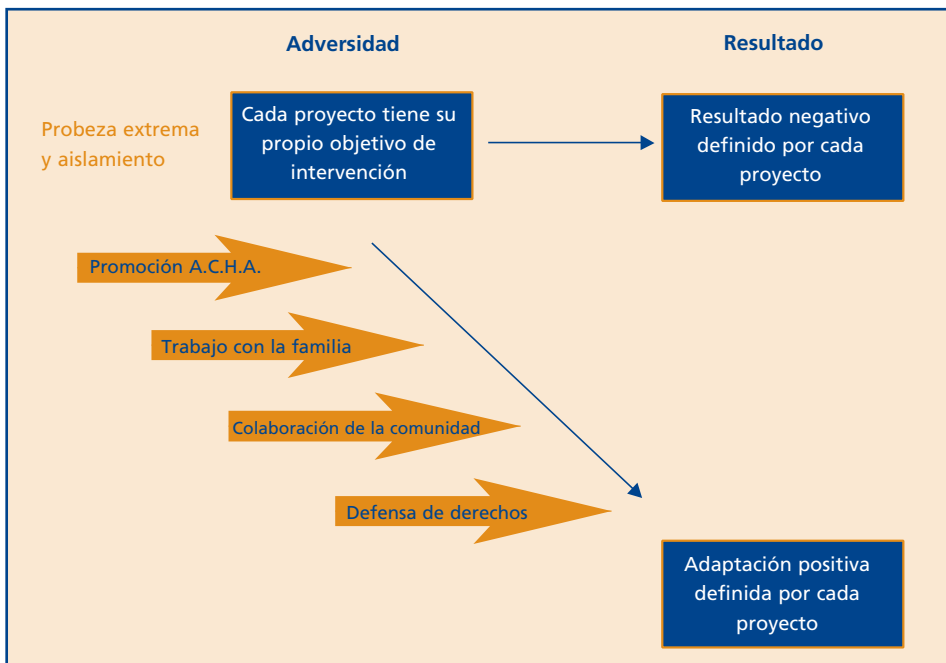 Adversidad
Resultado
Probeza extrema
y aislamiento
Cada proyecto tiene su
propio objetivo de
intervención
Resultado negativo
definido por cada
proyecto
Promoción A.C.H.A.
Trabajo con la familia
Colaboración de la comunidad
Defensa de derechos
Adaptación positiva
definida por cada
proyecto